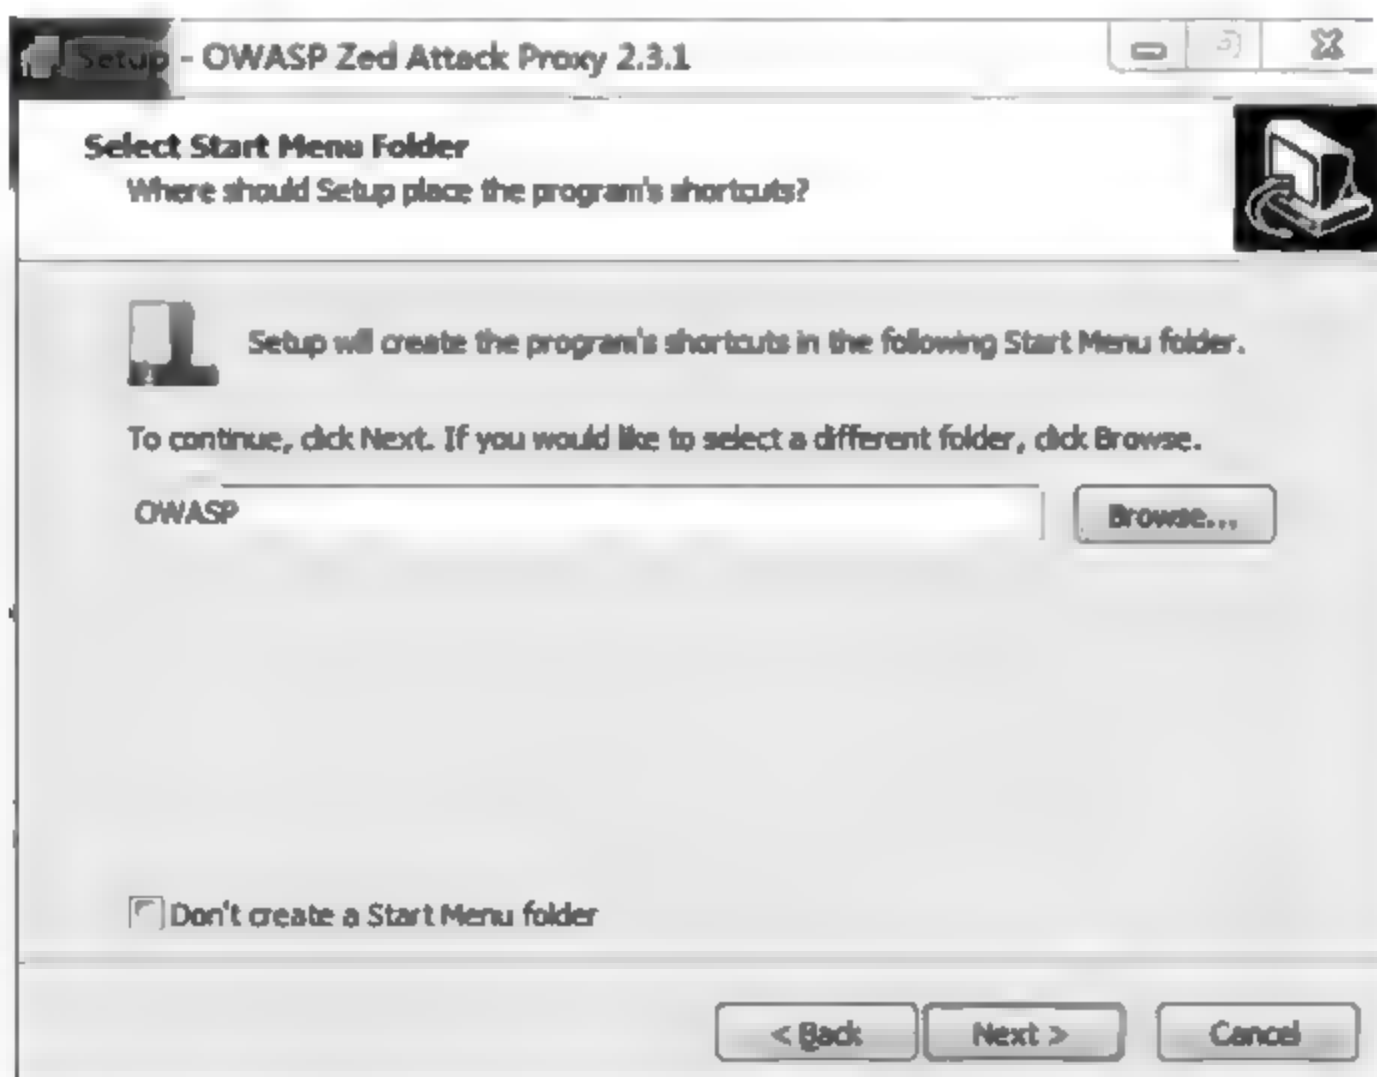 Setup - OWASP Zed Attack Proxy 2.3.1
Select Start Menu Folder
Where should Setup place the program's shortcuts?
Setup will create the program's shortcuts in the following Start Menu folder.
To continue, click Next. If you would like to select a different folder, click Browse.
OWASP
Browse...
Don't create a Start Menu folder
< Back
Next >
Cancel